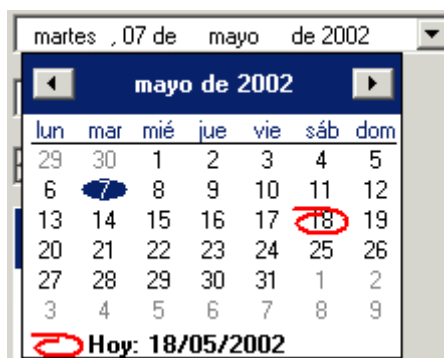 martes , 07 de mayo de 2002
mayo de 2002
lun mar mié jue vie sáb dom
29 30 1 2 3 4 5
6 7 8 9 10 11 12
13 14 15 16 17 18 19
20 21 22 23 24 25 26
27 28 29 30 31 1 2
3 4 5 6 7 8 9
Hoy: 18/05/2002